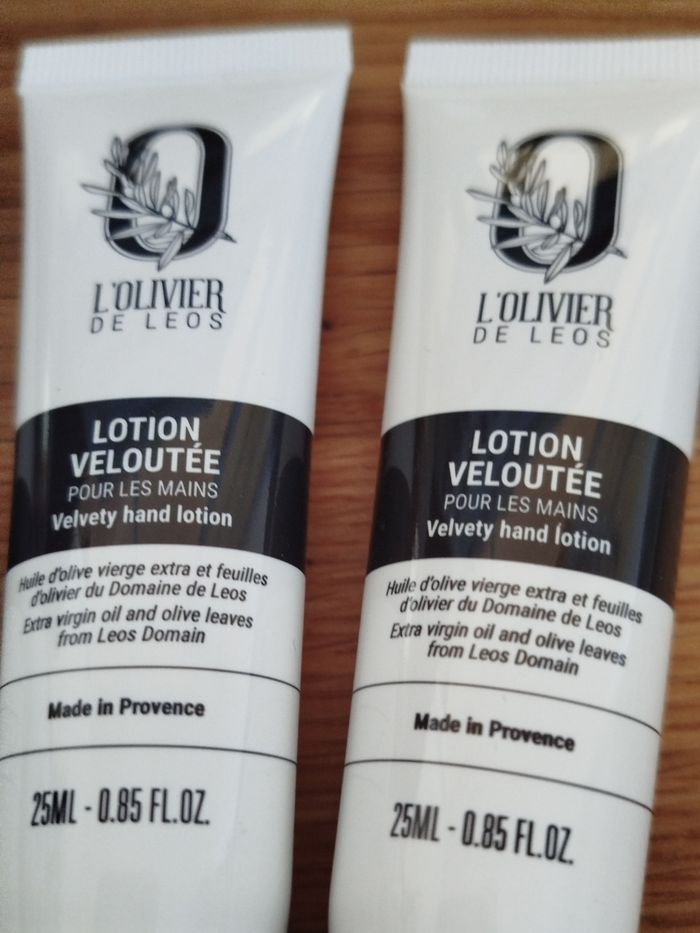 L'OLIVIER
DE LEOS
LOTION
VELOUTÉE
POUR LES MAINS
Velvety hand lotion
Huile d'olive vierge extra et feuilles
d'olivier du Domaine de Leos
Extra virgin oil and olive leaves
from Leos Domain
Made in Provence
25ML - 0.85 FL.OZ.
L'OLIVIER
DE LEOS
LOTION
VELOUTÉE
POUR LES MAINS
Velvety hand lotion
Huile d'olive vierge extra et feuilles
d'olivier du Domaine de Leos
Extra virgin oil and olive leaves
from Leos Domain
Made in Provence
25ML - 0.85 FL.OZ.